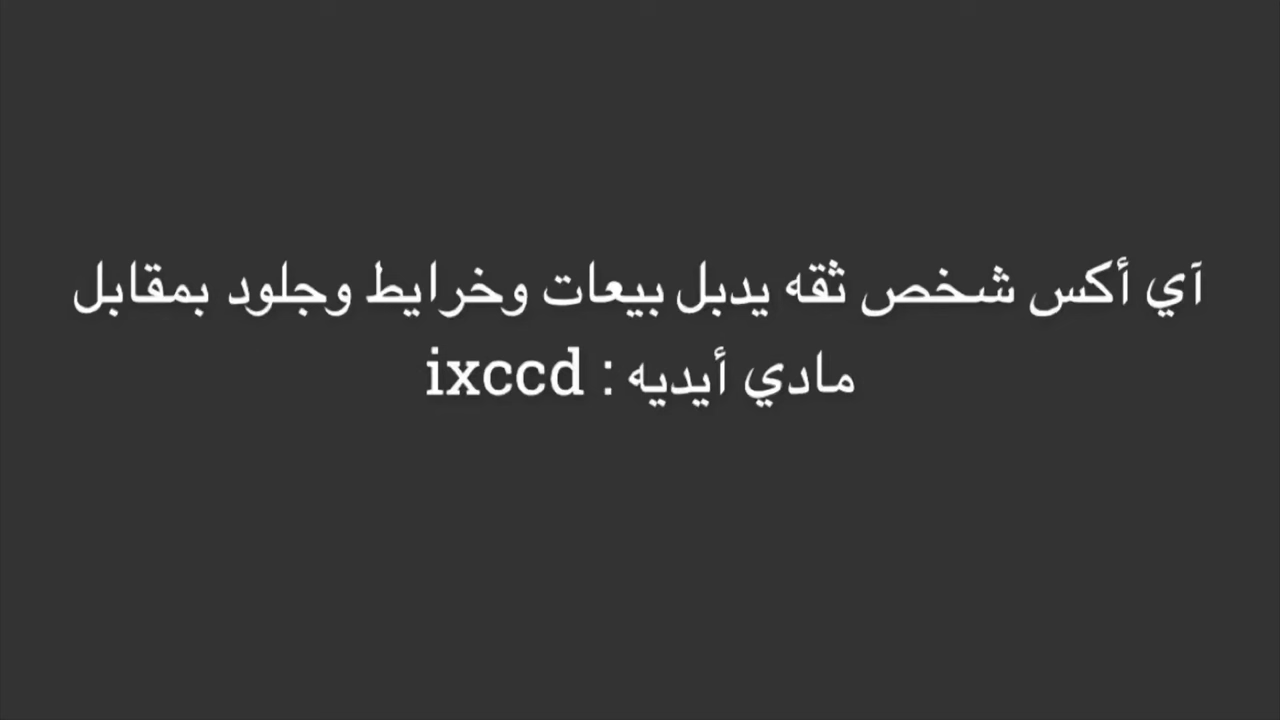 آي أكس شخص ثقه يدبل بيعات وخرايط وجلود بمقابل
مادي أيديه : ixccd